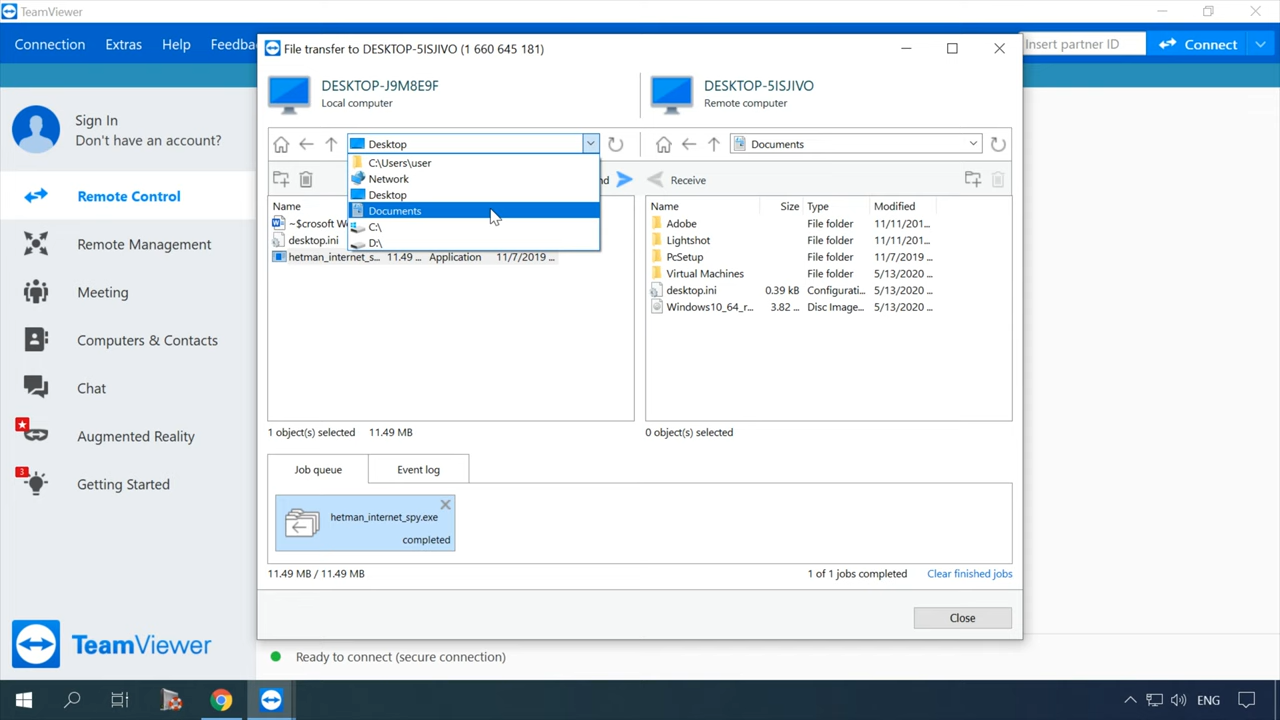 TeamViewer
Connection Extras Help Feedba
Insert partner ID Connect
File transfer to DESKTOP-5ISJIVO (1 660 645 181)
DESKTOP-J9M8E9F
Local computer
DESKTOP-5ISJIVO
Remote computer
Sign In
Don't have an account?
Remote Control
Remote Management
Meeting
Computers & Contacts
Chat
Augmented Reality
3
Getting Started
Desktop
C:\Users\user
Network
Desktop
Documents
C:\
D:\
nd
Name
~$crosoft Wo
desktop.ini
hetman_internet_s... 11.49 ... Application 11/7/2019 ...
Documents
Receive
Name Size Type Modified
Adobe File folder 11/11/201...
Lightshot File folder 11/11/201...
PcSetup File folder 11/7/2019 ...
Virtual Machines File folder 5/13/2020 ...
desktop.ini 0.39 kB Configurati... 5/13/2020 ...
Windows10_64_r... 3.82 ... Disc Image... 5/13/2020 ...
1 object(s) selected 11.49 MB
0 object(s) selected
Job queue Event log
hetman_internet_spy.exe
completed
11.49 MB / 11.49 MB
1 of 1 jobs completed Clear finished jobs
Close
TeamViewer
Ready to connect (secure connection)
ENG